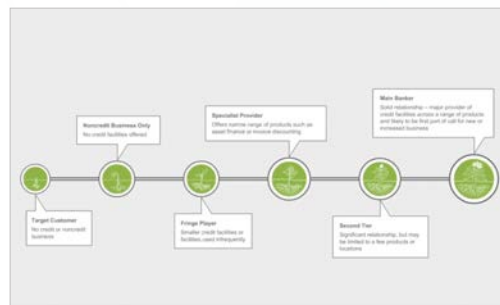 Main Banker
Solid relationship – major provider of
credit facilities across a range of products
and likely to be first port of call for new or
increased business
Specialist Provider
Offers narrow range of products such as
asset finance or invoice discounting
Noncredit Business Only
No credit facilities offered
Target Customer
No credit or noncredit
business
Fringe Player
Smaller credit facilities or
facilities used infrequently
Second Tier
Significant relationship, but may
be limited to a few products or
locations